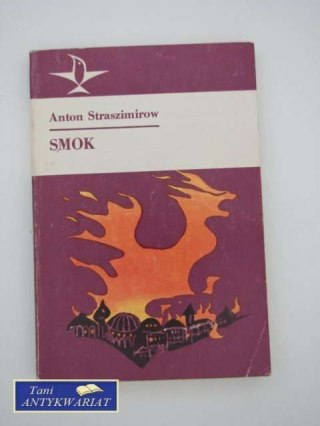 Anton Straszimirow
SMOK
Tani
ANTYKWARIAT